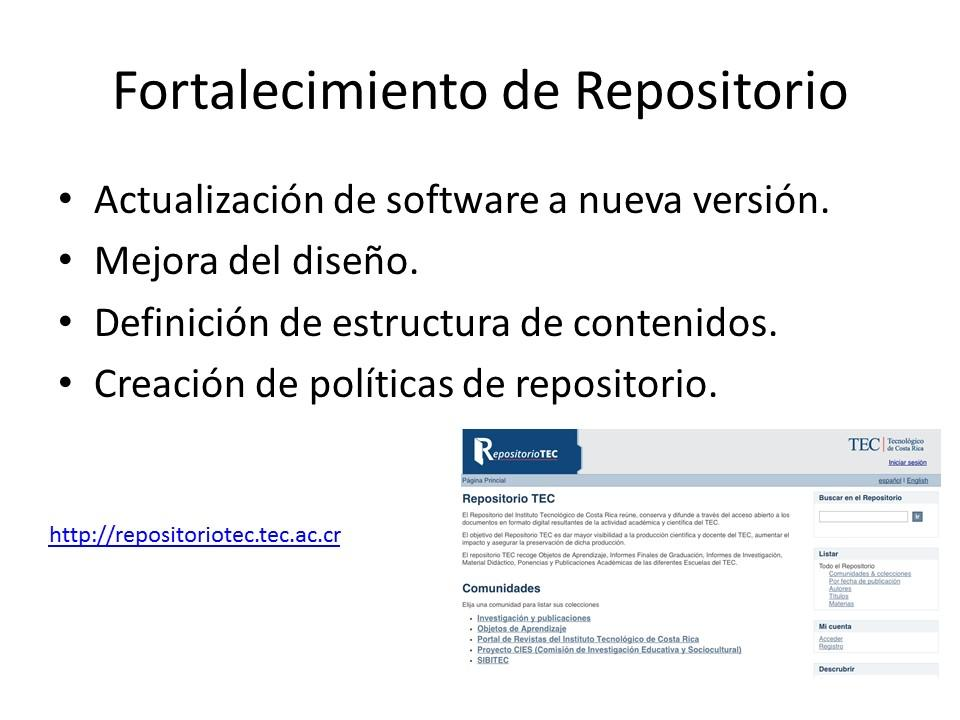 Fortalecimiento de Repositorio
• Actualización de software a nueva versión.
• Mejora del diseño.
• Definición de estructura de contenidos.
• Creación de políticas de repositorio.
http://repositoriotec.tec.ac.cr
RepositorioTEC
TEC | Tecnológico
de Costa Rica
Iniciar sesión
Página Principal
español | English
Repositorio TEC
El Repositorio del Instituto Tecnológico de Costa Rica reúne, conserva y difunde a través del acceso abierto a los
documentos en formato digital resultantes de la actividad académica y científica del TEC.
El objetivo del Repositorio TEC es dar mayor visibilidad a la producción científica y docente del TEC, aumentar el
impacto y asegurar la preservación de dicha producción.
El repositorio TEC recoge Objetos de Aprendizaje, Informes Finales de Graduación, Informes de Investigación,
Material Didáctico, Ponencias y Publicaciones Académicas de las diferentes Escuelas del TEC.
Comunidades
Elija una comunidad para listar sus colecciones
• Investigación y publicaciones
• Objetos de Aprendizaje
• Portal de Revistas del Instituto Tecnológico de Costa Rica
• Proyecto CIES (Comisión de Investigación Educativa y Sociocultural)
• SIBITEC
Buscar en el Repositorio
Ir
Listar
Todo el Repositorio
Comunidades & colecciones
Por fecha de publicación
Autores
Títulos
Materias
Mi cuenta
Acceder
Registro
Descrubrir